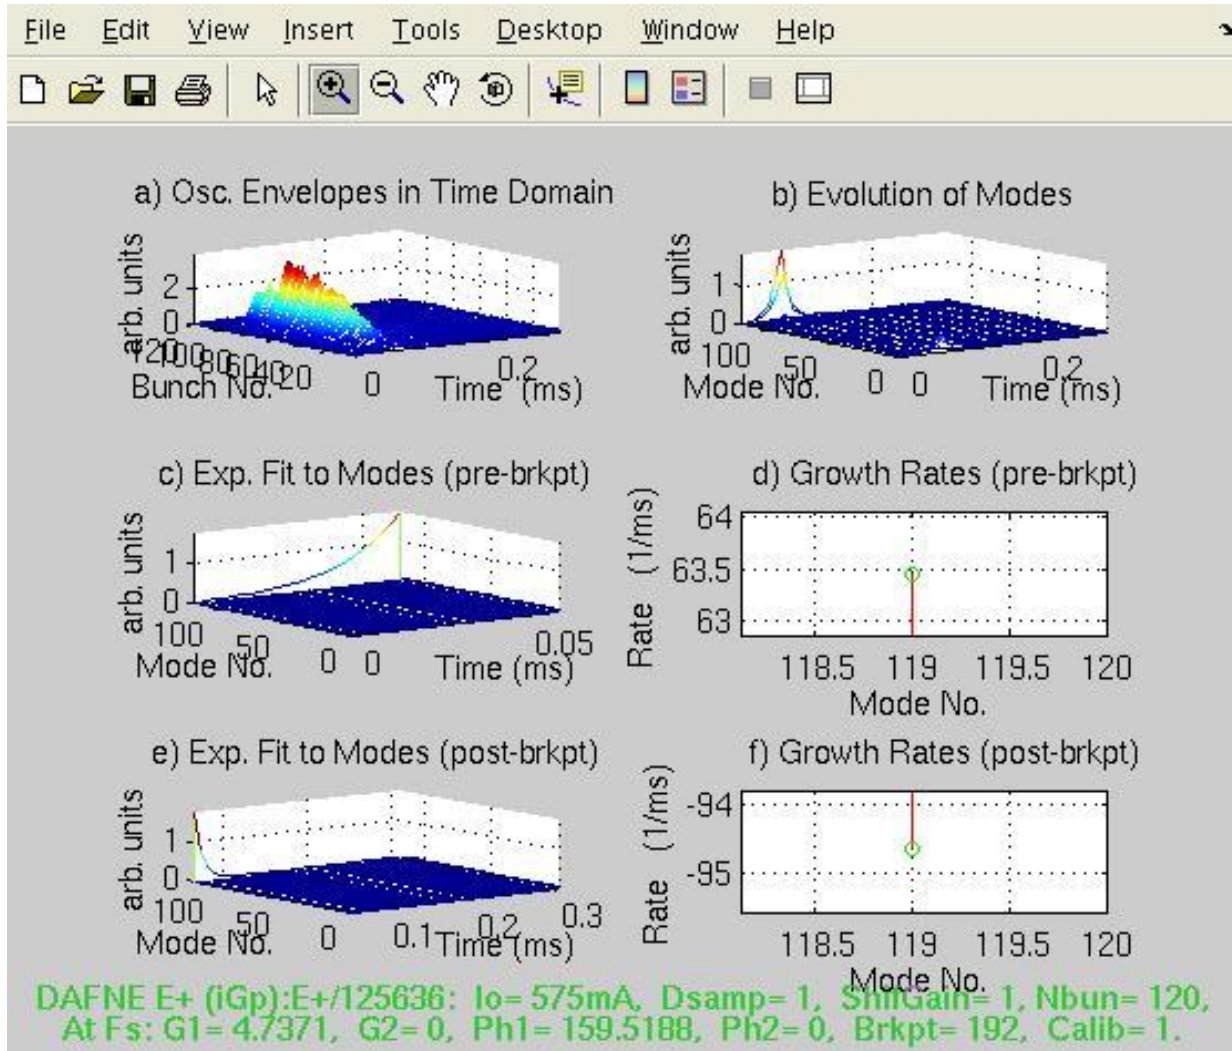 File Edit View Insert Tools Desktop Window Help
a) Osc. Envelopes in Time Domain
arb. units
2
0
120 100 80 60 40 20
Bunch No.
0
0.2
Time (ms)
b) Evolution of Modes
arb. units
1
0
100 50 0
Mode No.
0
0.2
Time (ms)
c) Exp. Fit to Modes (pre-brkpt)
arb. units
1
0
100 50 0
Mode No.
0
0.05
Time (ms)
d) Growth Rates (pre-brkpt)
Rate (1/ms)
64
63.5
63
118.5 119 119.5 120
Mode No.
e) Exp. Fit to Modes (post-brkpt)
arb. units
1
0
100 50 0
Mode No.
0.1 0.2 0.3
Time (ms)
f) Growth Rates (post-brkpt)
Rate (1/ms)
-94
-95
118.5 119 119.5 120
Mode No.
DAFNE E+ (iGp):E+/125636: Io= 575mA, Dsamp= 1, ShifGain= 1, Nbun= 120,
At Fs: G1= 4.7371, G2= 0, Ph1= 159.5188, Ph2= 0, Brkpt= 192, Calib= 1.